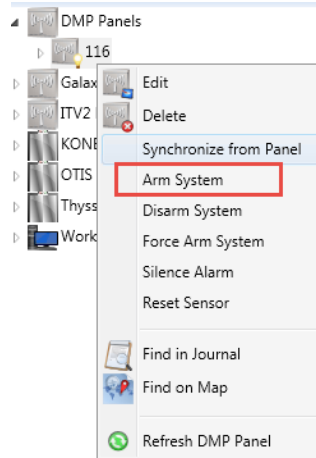 DMP Panels
116
Galax
Edit
ITV2
Delete
KONE
Synchronize from Panel
OTIS
Arm System
Thyss
Disarm System
Work
Force Arm System
Silence Alarm
Reset Sensor
Find in Journal
Find on Map
Refresh DMP Panel